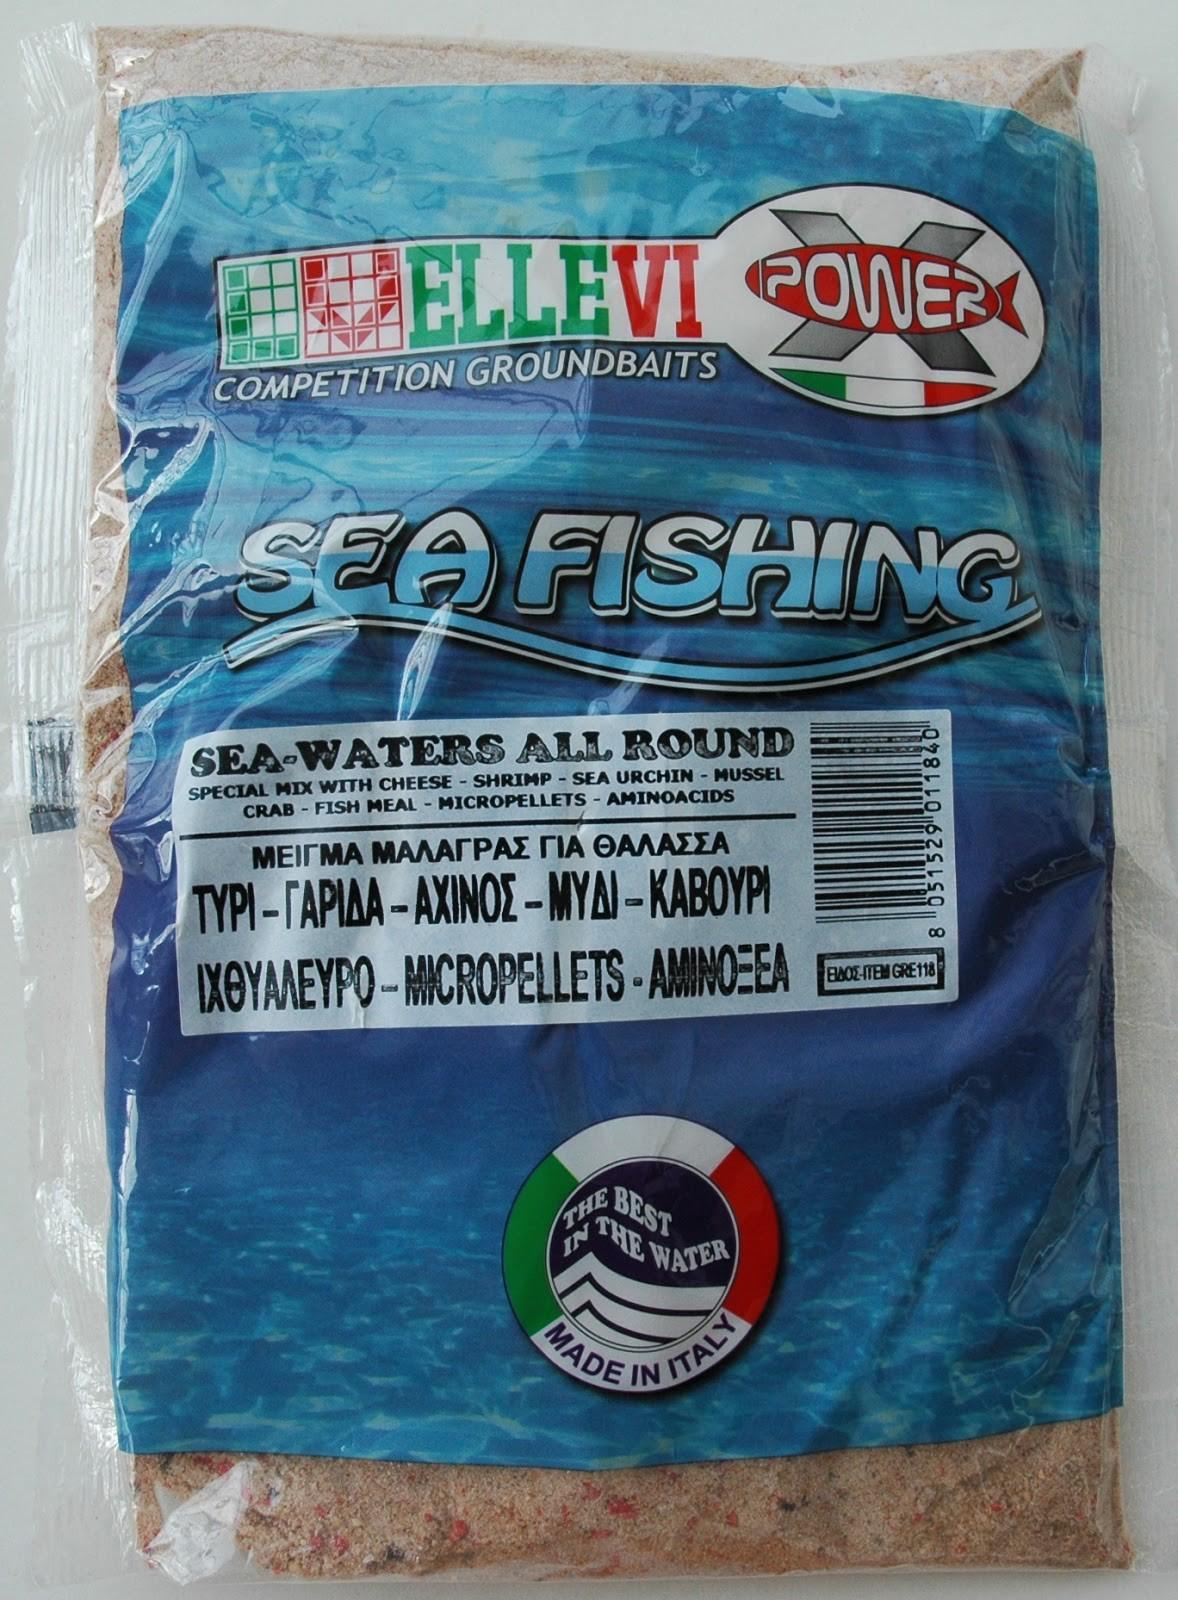 ELLEVI
X POWER
COMPETITION GROUNDBAITS
SEA FISHING
SEA-WATERS ALL ROUND
SPECIAL MIX WITH CHEESE - SHRIMP - SEA URCHIN - MUSSEL
CRAB - FISH MEAL - MICROPELLETS - AMINOACIDS
ΜΕΙΓΜΑ ΜΑΛΑΓΡΑΣ ΓΙΑ ΘΑΛΑΣΣΑ
ΤΥΡΙ - ΓΑΡΙΔΑ - ΑΧΙΝΟΣ - ΜΥΔΙ - ΚΑΒΟΥΡΙ
ΙΧΘΥΑΛΕΥΡΟ - MICROPELLETS - ΑΜΙΝΟΞΕΑ
8 051529 011840
ΕΙΔΟΣ-ITEM GRE118
THE BEST
IN THE WATER
MADE IN ITALY